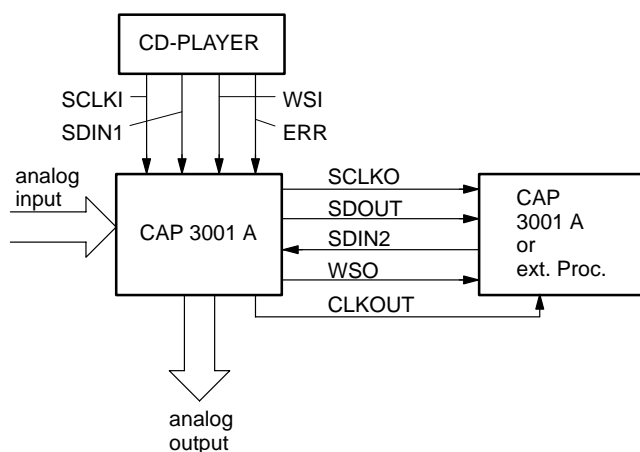 CD-PLAYER
SCLKI
WSI
SDIN1
ERR
analog
input
CAP 3001 A
SCLKO
SDOUT
SDIN2
WSO
CLKOUT
CAP
3001 A
or
ext. Proc.
analog
output